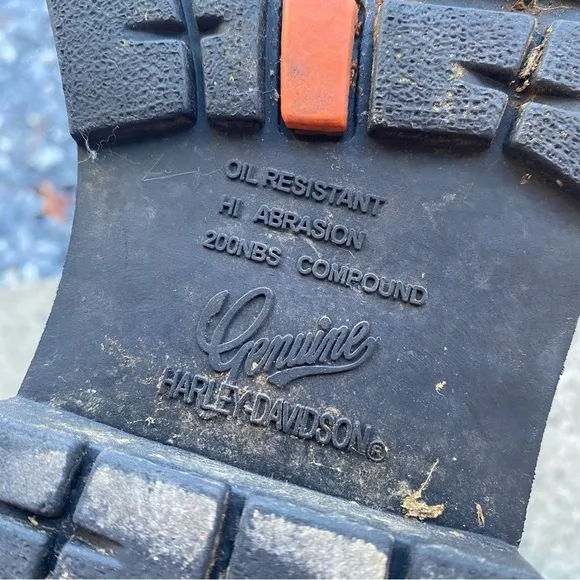 OIL RESISTANT
HI ABRASION
200NBS COMPOUND
Genuine
HARLEY-DAVIDSON®